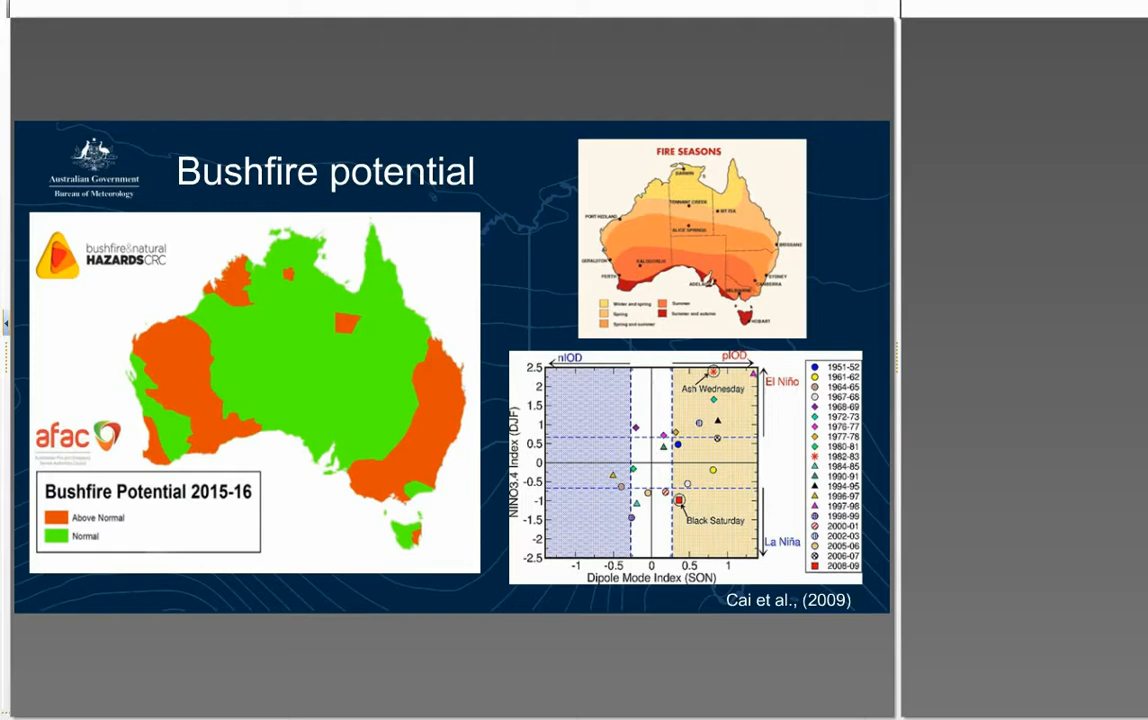 Australian Government
Bureau of Meteorology
Bushfire potential
bushfire&natural
HAZARDSCRC
afac
Bushfire Potential 2015-16
Above Normal
Normal
FIRE SEASONS
DARWIN
TENNANT CREEK
MT ISA
PORT HEDLAND
ALICE SPRINGS
BRISBANE
GERALDTON
KALGOORLIE
PERTH
SYDNEY
CANBERRA
MELBOURNE
HOBART
Winter and spring
Spring
Spring and summer
Summer
Summer and autumn
nIOD
pIOD
El Niño
La Niña
Ash Wednesday
Black Saturday
NINO3.4 Index (DJF)
2.5
2
1.5
1
0.5
0
-0.5
-1
-1.5
-2
-2.5
-1 -0.5 0 0.5 1
Dipole Mode Index (SON)
1951-52
1961-62
1964-65
1967-68
1968-69
1972-73
1976-77
1977-78
1980-81
1982-83
1984-85
1990-91
1994-95
1996-97
1997-98
1998-99
2000-01
2002-03
2005-06
2006-07
2008-09
Cai et al., (2009)